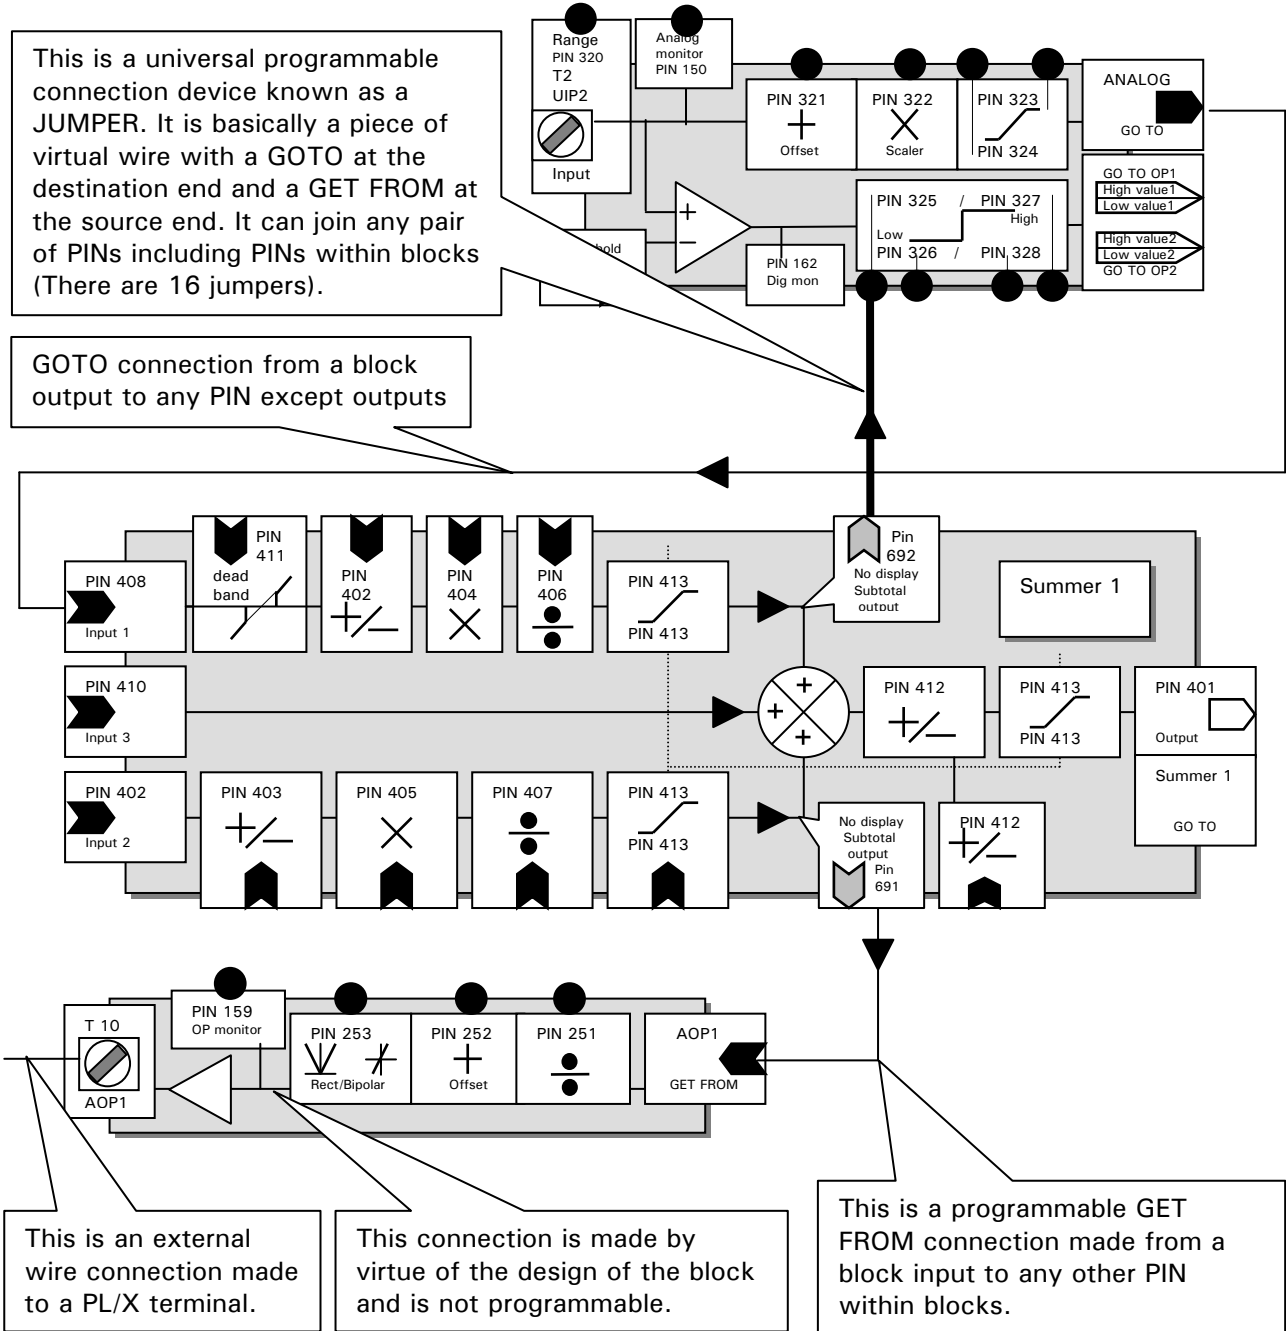 This is a universal programmable
connection device known as a
JUMPER. It is basically a piece of
virtual wire with a GOTO at the
destination end and a GET FROM at
the source end. It can join any pair
of PINs including PINs within blocks
(There are 16 jumpers).
Range
PIN 320
T2
UIP2
Input
Analog
monitor
PIN 150
PIN 321
Offset
PIN 322
Scaler
PIN 323
PIN 324
ANALOG
GO TO
GO TO OP1
High value1
Low value1
High value2
Low value2
GO TO OP2
PIN 325 / PIN 327
High
Low
PIN 326 / PIN 328
PIN 162
Dig mon
GOTO connection from a block
output to any PIN except outputs
PIN 408
Input 1
PIN
411
dead
band
PIN
402
PIN
404
PIN
406
PIN 413
PIN 413
Pin
692
No display
Subtotal
output
Summer 1
PIN 410
Input 3
PIN 412
PIN 413
PIN 413
PIN 401
Output
Summer 1
GO TO
PIN 402
Input 2
PIN 403
PIN 405
PIN 407
PIN 413
PIN 413
No display
Subtotal
output
Pin
691
PIN 412
T 10
AOP1
PIN 159
OP monitor
PIN 253
Rect/Bipolar
PIN 252
Offset
PIN 251
AOP1
GET FROM
This is an external
wire connection made
to a PL/X terminal.
This connection is made by
virtue of the design of the block
and is not programmable.
This is a programmable GET
FROM connection made from a
block input to any other PIN
within blocks.